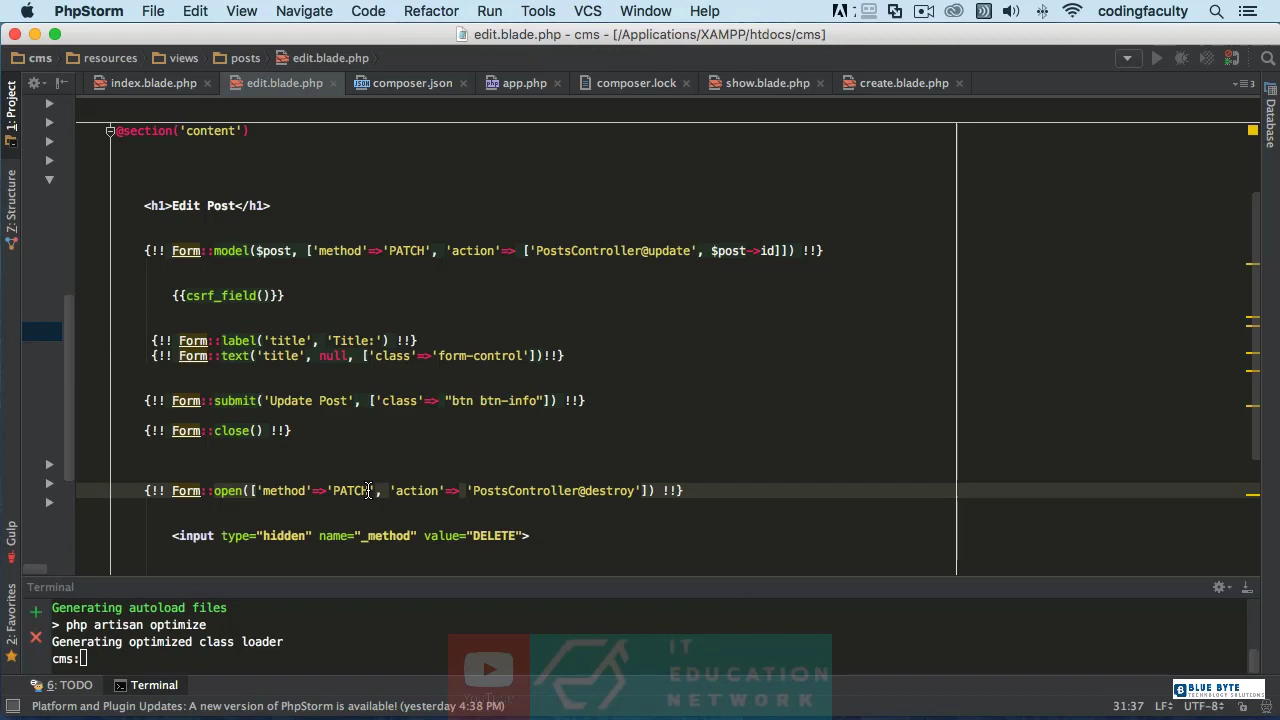 PhpStorm File Edit View Navigate Code Refactor Run Tools VCS Window Help codingfaculty
edit.blade.php - cms - [/Applications/XAMPP/htdocs/cms]
cms resources views posts edit.blade.php
1: Project
index.blade.php edit.blade.php composer.json app.php composer.lock show.blade.php create.blade.php
Database
Z: Structure
@section('content')
<h1>Edit Post</h1>
{!! Form::model($post, ['method'=>'PATCH', 'action'=> ['PostsController@update', $post->id]]) !!}
{{csrf_field()}}
{!! Form::label('title', 'Title:') !!}
{!! Form::text('title', null, ['class'=>'form-control'])!!}
{!! Form::submit('Update Post', ['class'=> "btn btn-info"]) !!}
{!! Form::close() !!}
{!! Form::open(['method'=>'PATCH', 'action'=> 'PostsController@destroy']) !!}
<input type="hidden" name="_method" value="DELETE">
Gulp
2: Favorites
Terminal
Generating autoload files
> php artisan optimize
Generating optimized class loader
cms:
YouTube
IT
EDUCATION
NETWORK
6: TODO Terminal
BLUE BYTE
TECHNOLOGY SOLUTIONS
Platform and Plugin Updates: A new version of PhpStorm is available! (yesterday 4:38 PM) 31:37 LF UTF-8